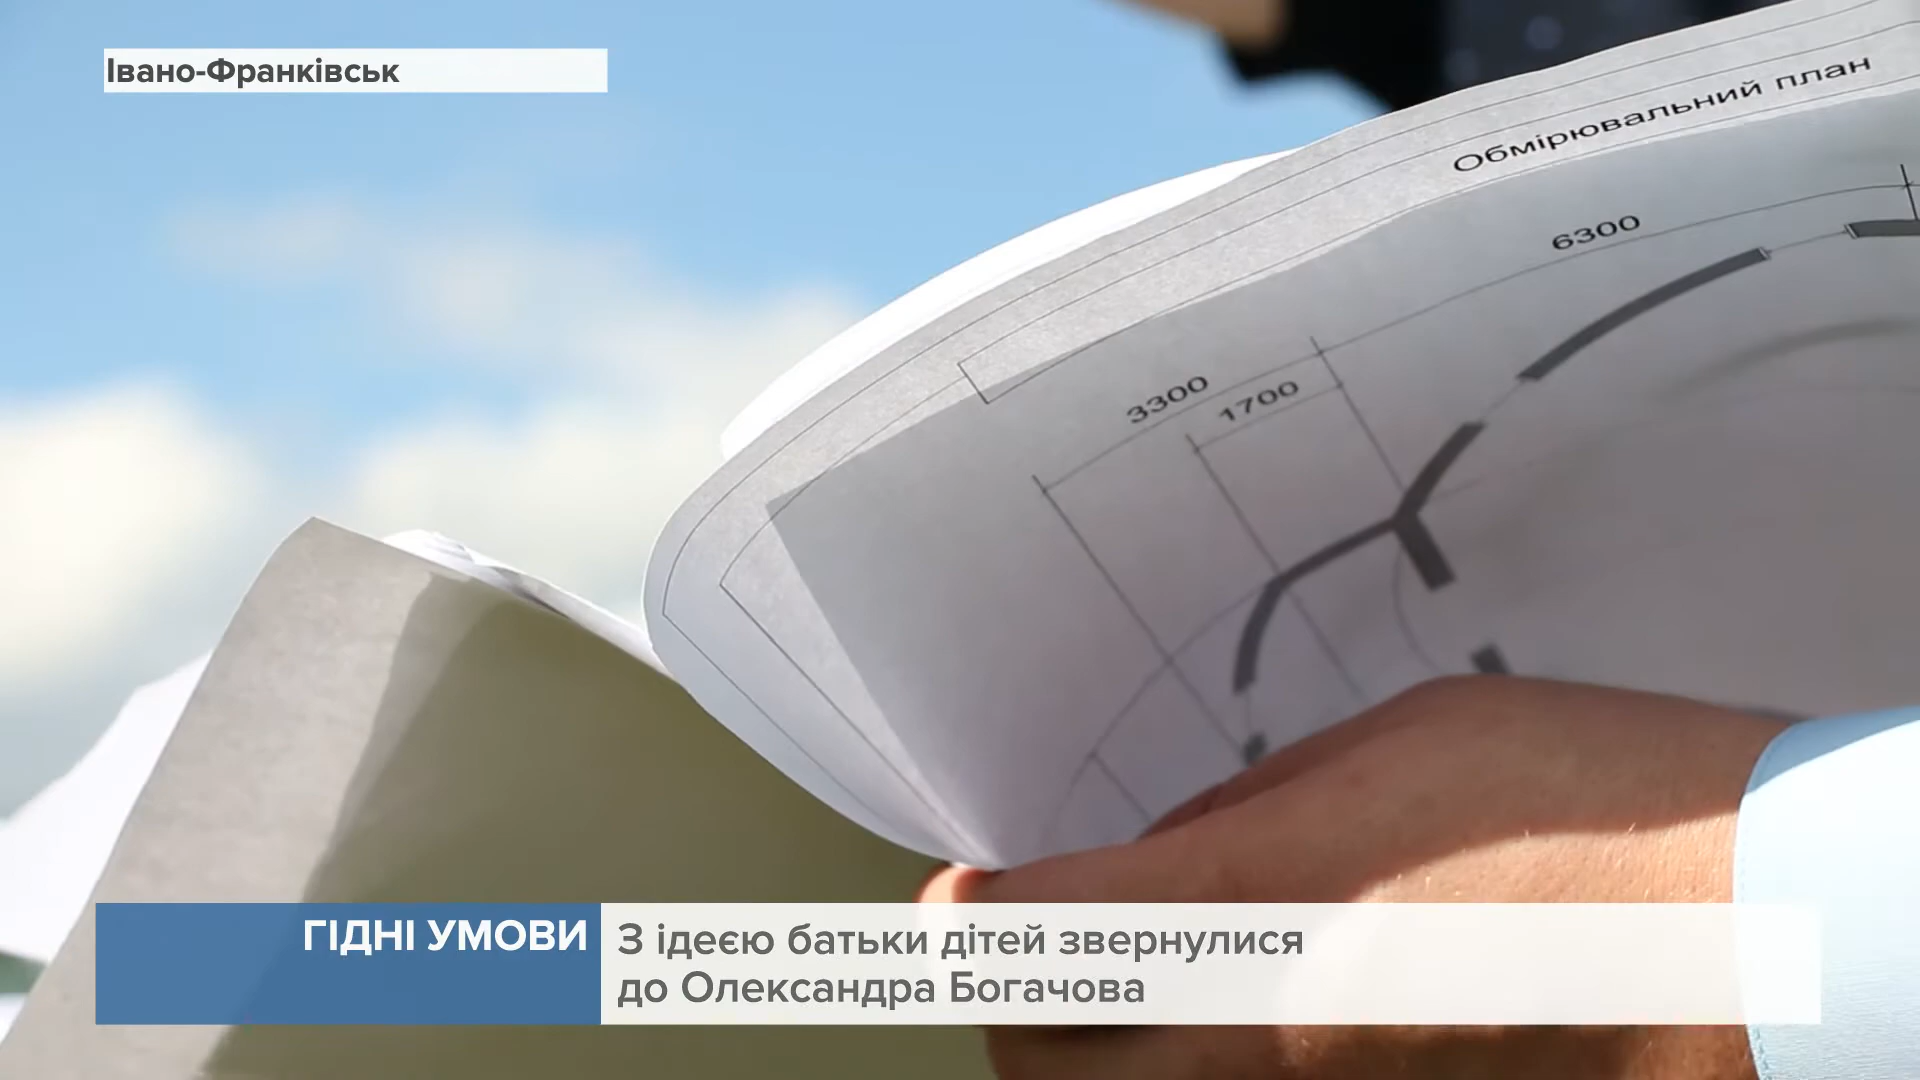 Івано-Франківськ
Обмірювальний план
6300
3300
1700
ГІДНІ УМОВИ
З ідеєю батьки дітей звернулися
до Олександра Богачова